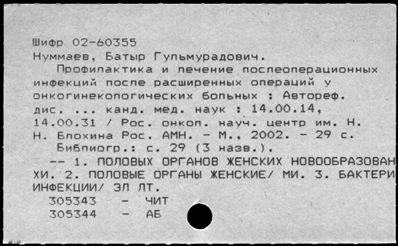 Шифр 02-60355
Нуммаев, Батыр Гульмурадович.
Профилактика и лечение послеоперационных
инфекций после расширенных операций у
онкогинекологических больных : Автореф.
дис. ... канд. мед. наук : 14.00.14,
14.00.31 / Рос. онкол. науч. центр им. Н.
Н. Блохина Рос. АМН. - М., 2002. - 29 с.
Библиогр.: с. 29 (3 назв.).
-- 1. ПОЛОВЫХ ОРГАНОВ ЖЕНСКИХ НОВООБРАЗОВАН
ХИ. 2. ПОЛОВЫЕ ОРГАНЫ ЖЕНСКИЕ/ МИ. 3. БАКТЕРИ
ИНФЕКЦИИ/ ЭЛ ЛТ.
305343 - ЧИТ
305344 - АБ